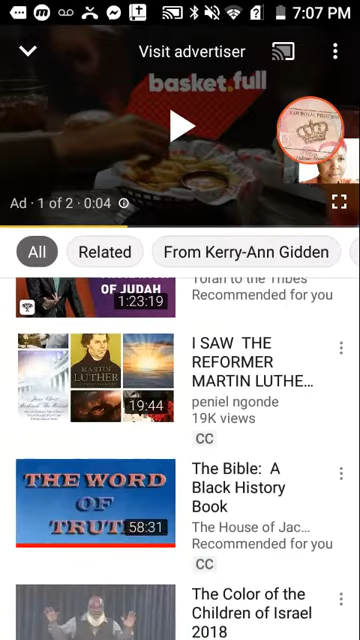 7:07 PM
Visit advertiser
basket.full
Ad · 1 of 2 · 0:04
All
Related
From Kerry-Ann Gidden
OF JUDAH
1:23:19
Torah to the Tribes
Recommended for you
MARTIN
LUTHER
19:44
I SAW THE
REFORMER
MARTIN LUTHE...
peniel ngonde
19K views
CC
THE WORD
OF
TRUT
58:31
The Bible: A
Black History
Book
The House of Jac...
Recommended for you
CC
The Color of the
Children of Israel
2018